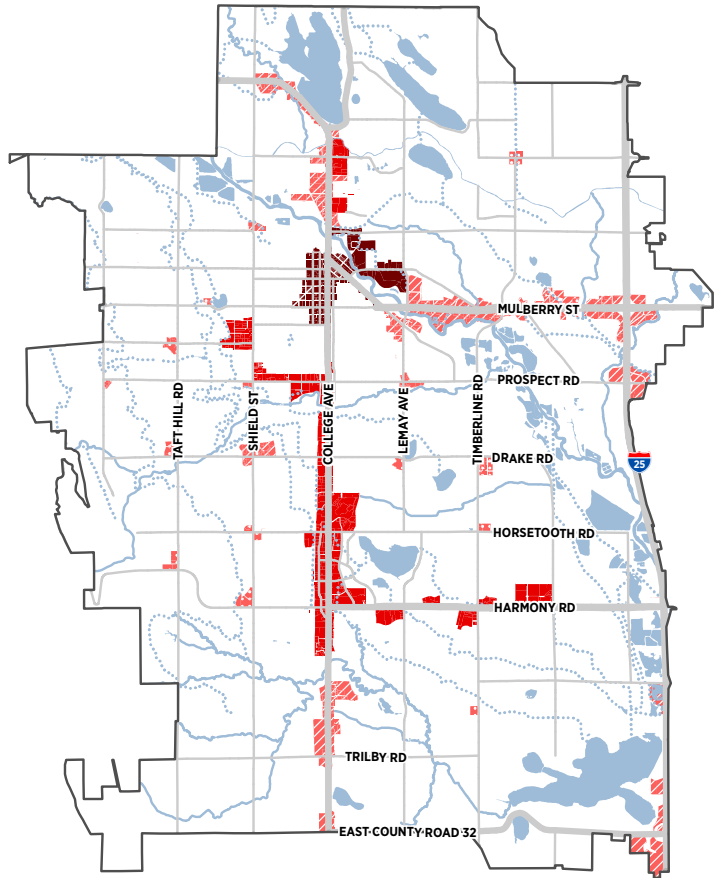 MULBERRY ST
PROSPECT RD
TAFT HILL RD
SHIELD ST
COLLEGE AVE
LEMAY AVE
TIMBERLINE RD
DRAKE RD
25
HORSETOOTH RD
HARMONY RD
TRILBY RD
EAST COUNTY ROAD 32